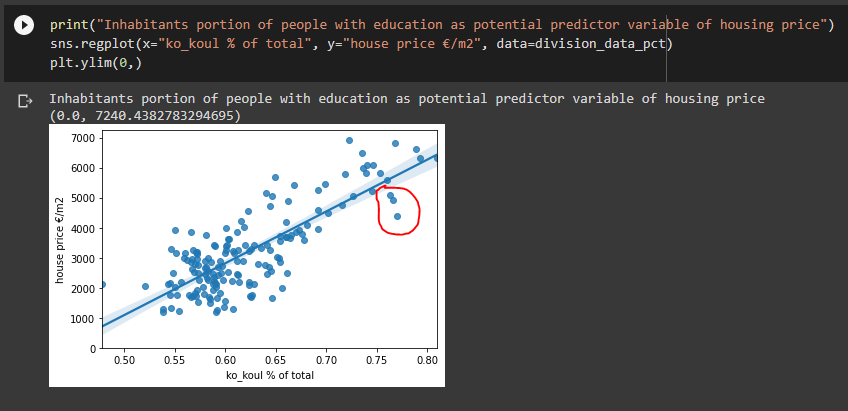 print("Inhabitants portion of people with education as potential predictor variable of housing price")
sns.regplot(x="ko_koul % of total", y="house price €/m2", data=division_data_pct)
plt.ylim(0,)
Inhabitants portion of people with education as potential predictor variable of housing price
(0.0, 7240.4382783294695)
7000
6000
5000
4000
3000
2000
1000
0
house price €/m2
0.50 0.55 0.60 0.65 0.70 0.75 0.80
ko_koul % of total